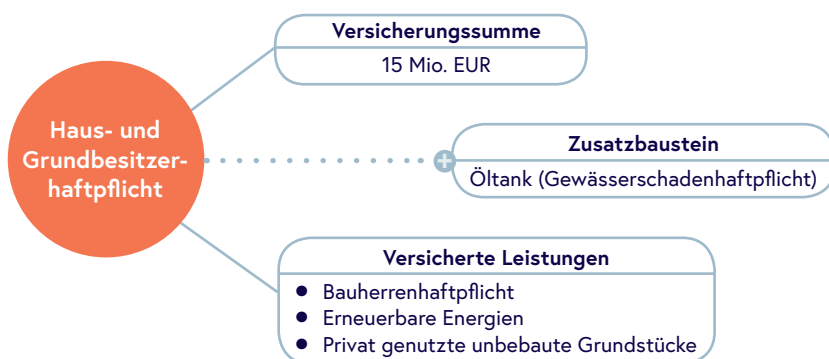 Versicherungssumme
15 Mio. EUR
Haus- und
Grundbesitzer-
haftpflicht
Zusatzbaustein
Öltank (Gewässerschadenhaftpflicht)
Versicherte Leistungen
● Bauherrenhaftpflicht
● Erneuerbare Energien
● Privat genutzte unbebaute Grundstücke